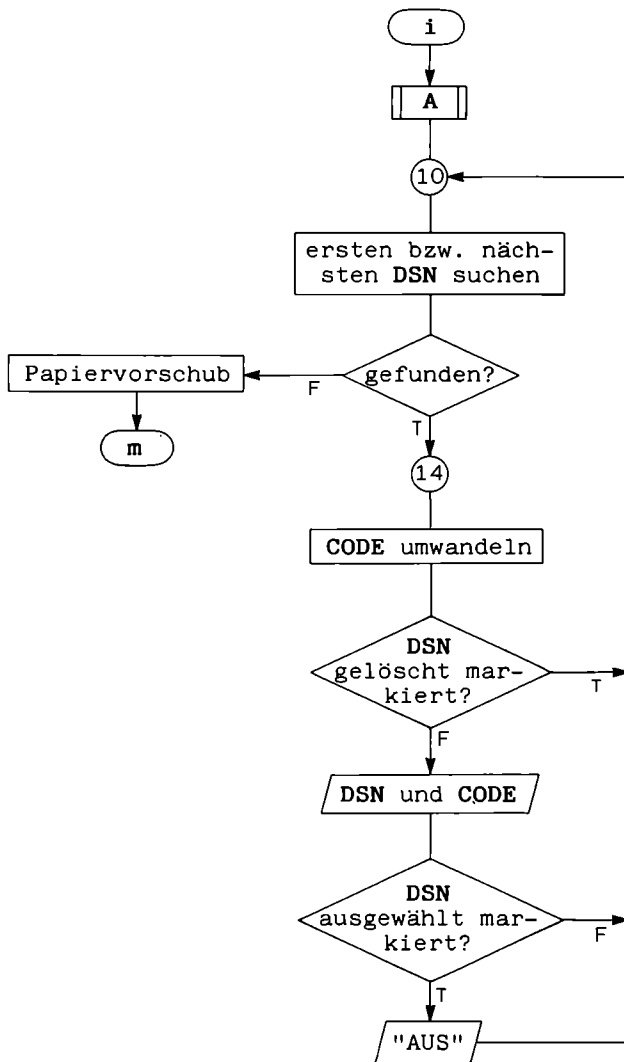 i
A
10
ersten bzw. näch-
sten DSN suchen
Papiervorschub
F
gefunden?
T
m
14
CODE umwandeln
DSN
gelöscht mar-
kiert?
T
F
DSN und CODE
DSN
ausgewählt mar-
kiert?
F
T
"AUS"